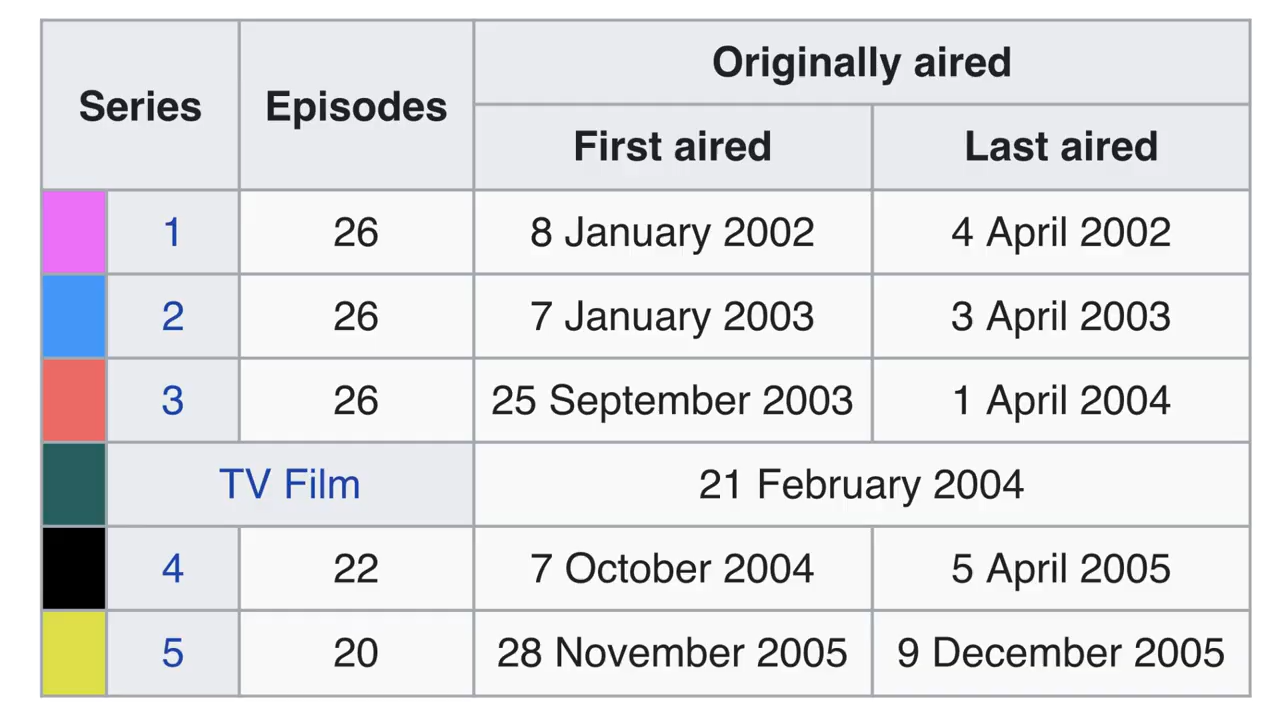 Series Episodes Originally aired
First aired Last aired
1 26 8 January 2002 4 April 2002
2 26 7 January 2003 3 April 2003
3 26 25 September 2003 1 April 2004
TV Film 21 February 2004
4 22 7 October 2004 5 April 2005
5 20 28 November 2005 9 December 2005